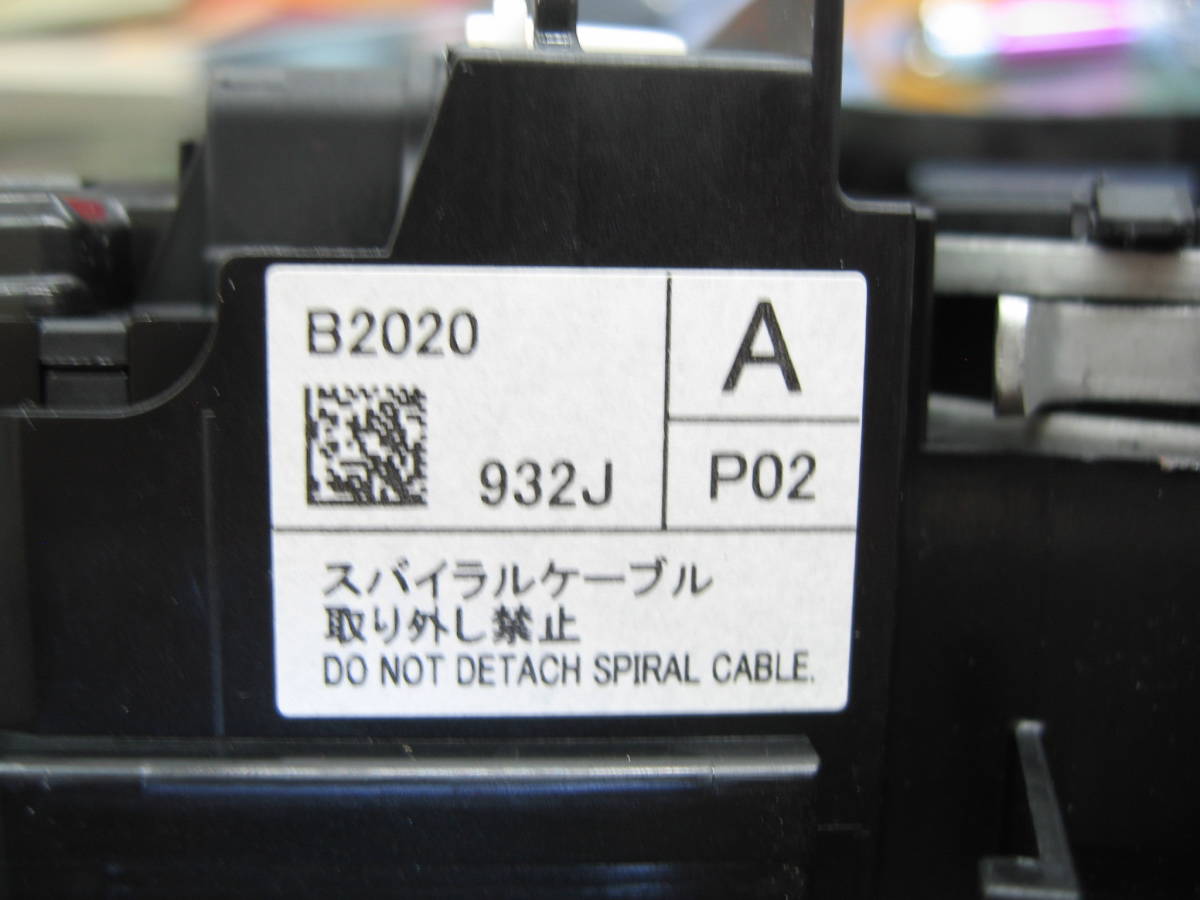 B2020
A
932J
P02
スパイラルケーブル
取り外し禁止
DO NOT DETACH SPIRAL CABLE.